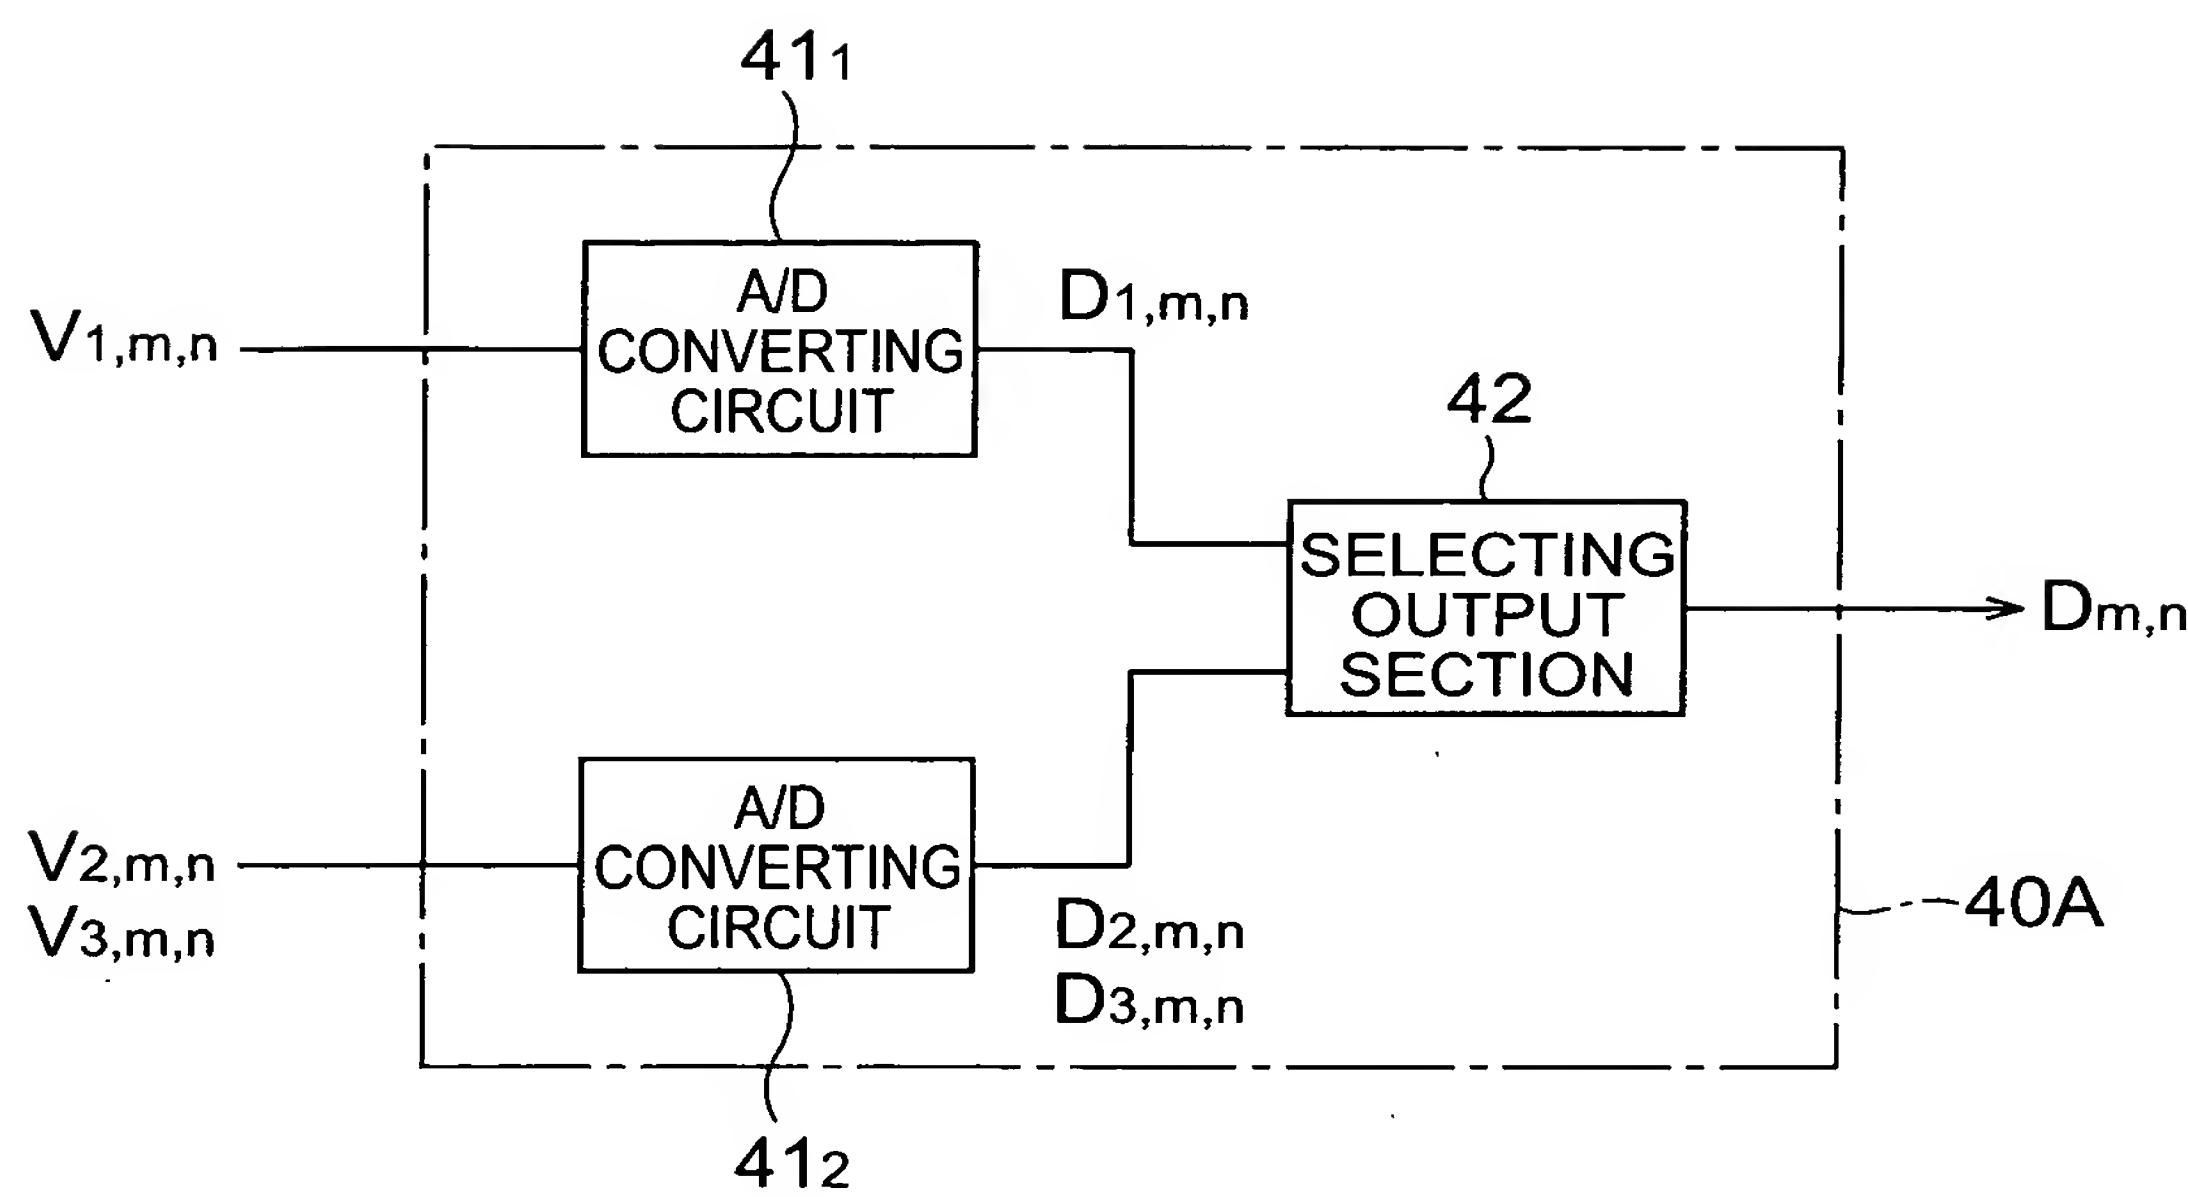 41₁
A/D
CONVERTING
CIRCUIT
V1,m,n
D1,m,n
42
SELECTING
OUTPUT
SECTION
Dm,n
A/D
CONVERTING
CIRCUIT
V2,m,n
V3,m,n
D2,m,n
D3,m,n
40A
41₂